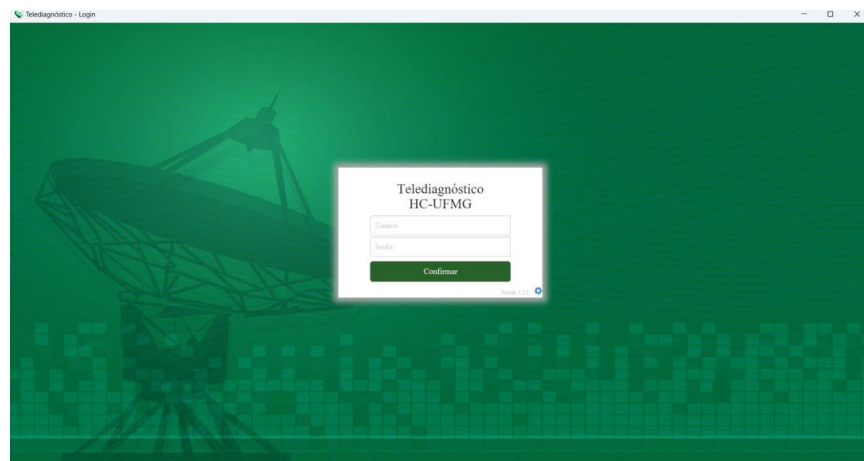 Telediagnóstico - Login
Telediagnóstico
HC-UFMG
Usuário
Senha
Confirmar